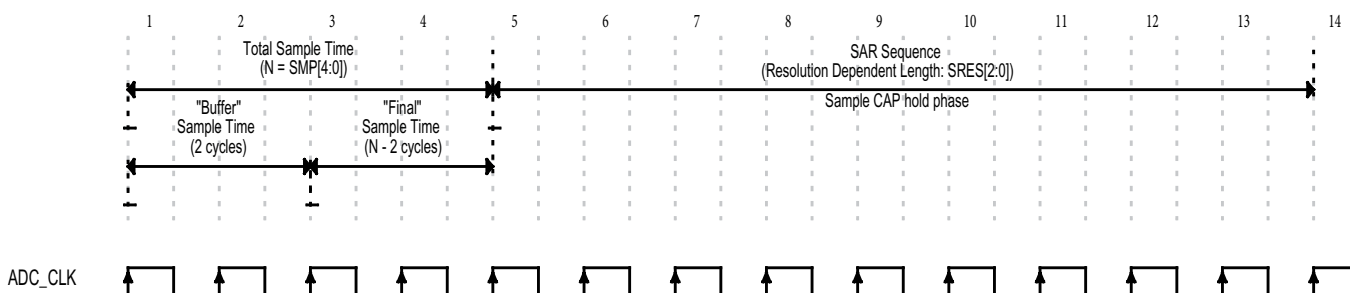 1 2 3 4 5 6 7 8 9 10 11 12 13 14
Total Sample Time
(N = SMP[4:0])
SAR Sequence
(Resolution Dependent Length: SRES[2:0])
"Buffer"
Sample Time
(2 cycles)
"Final"
Sample Time
(N - 2 cycles)
Sample CAP hold phase
ADC_CLK